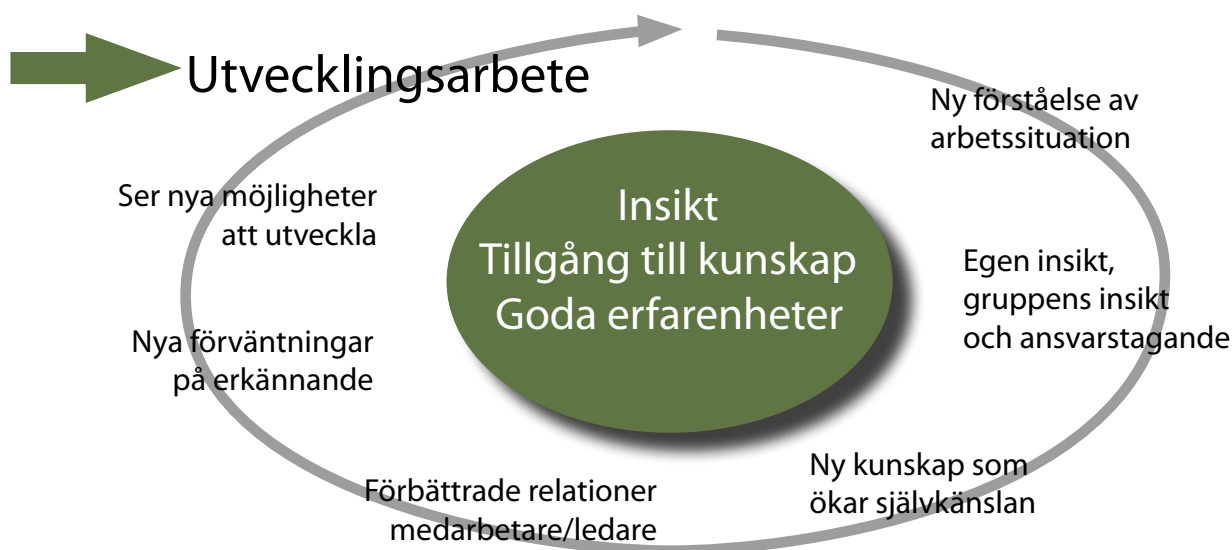 Utvecklingsarbete
Ny förståelse av
arbetssituation
Egen insikt,
gruppens insikt
och ansvarstagande
Ny kunskap som
ökar självkänslan
Förbättrade relationer
medarbetare/ledare
Nya förväntningar
på erkännande
Ser nya möjligheter
att utveckla
Insikt
Tillgång till kunskap
Goda erfarenheter